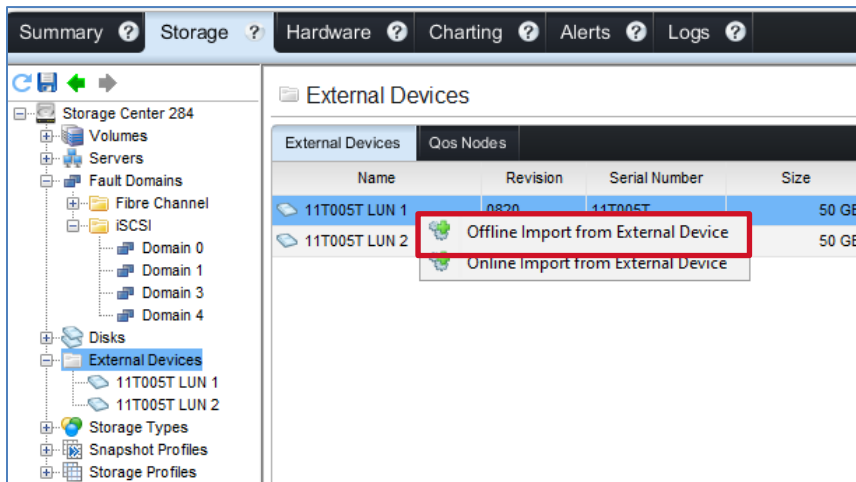 Summary ? Storage ? Hardware ? Charting ? Alerts ? Logs ?
Storage Center 284
Volumes
Servers
Fault Domains
Fibre Channel
iSCSI
Domain 0
Domain 1
Domain 3
Domain 4
Disks
External Devices
11T005T LUN 1
11T005T LUN 2
Storage Types
Snapshot Profiles
Storage Profiles
External Devices
External Devices Qos Nodes
Name Revision Serial Number Size
11T005T LUN 1 0820 11T005T 50 GB
11T005T LUN 2 50 GB
Offline Import from External Device
Online Import from External Device